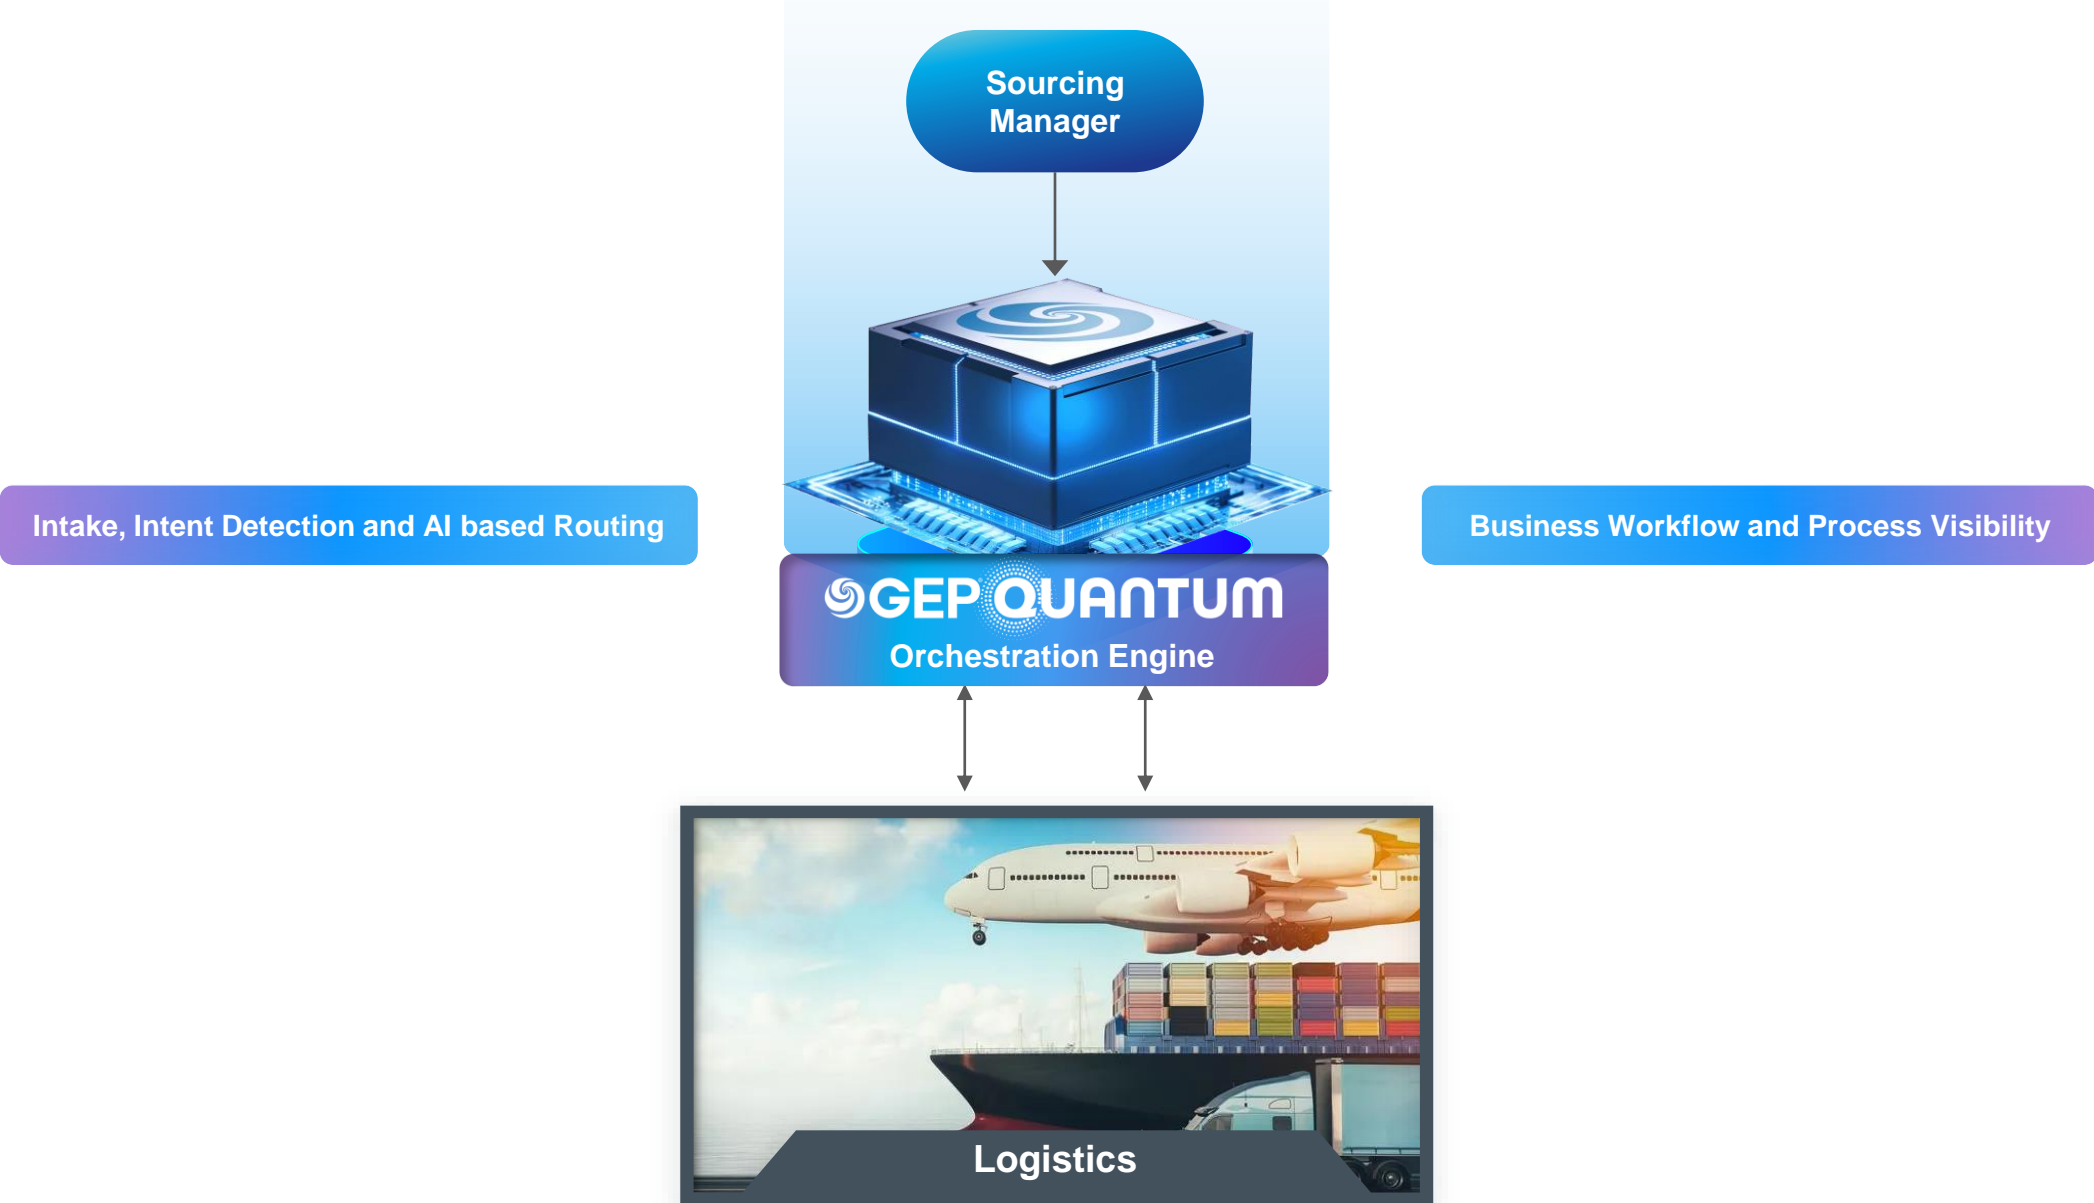 Sourcing
Manager
Intake, Intent Detection and AI based Routing
Business Workflow and Process Visibility
GEP QUANTUM
Orchestration Engine
Logistics